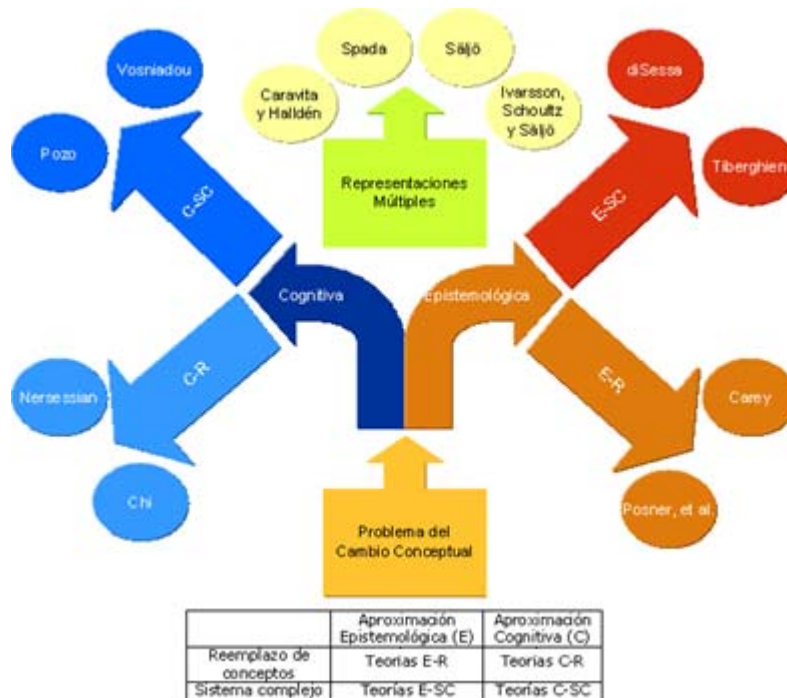 Vosniadou
Spada
Säljö
diSessa
Caravita
y Halldén
Ivarsson,
Schoultz
y Säljö
Pozo
Tiberghien
C-SC
Representaciones
Múltiples
E-SC
Cognitiva
Epistemológica
C-R
E-R
Nersessian
Carey
Chi
Posner, et al.
Problema del
Cambio Conceptual
Aproximación
Epistemológica (E)
Aproximación
Cognitiva (C)
Reemplazo de
conceptos
Teorías E-R
Teorías C-R
Sistema complejo
Teorías E-SC
Teorías C-SC